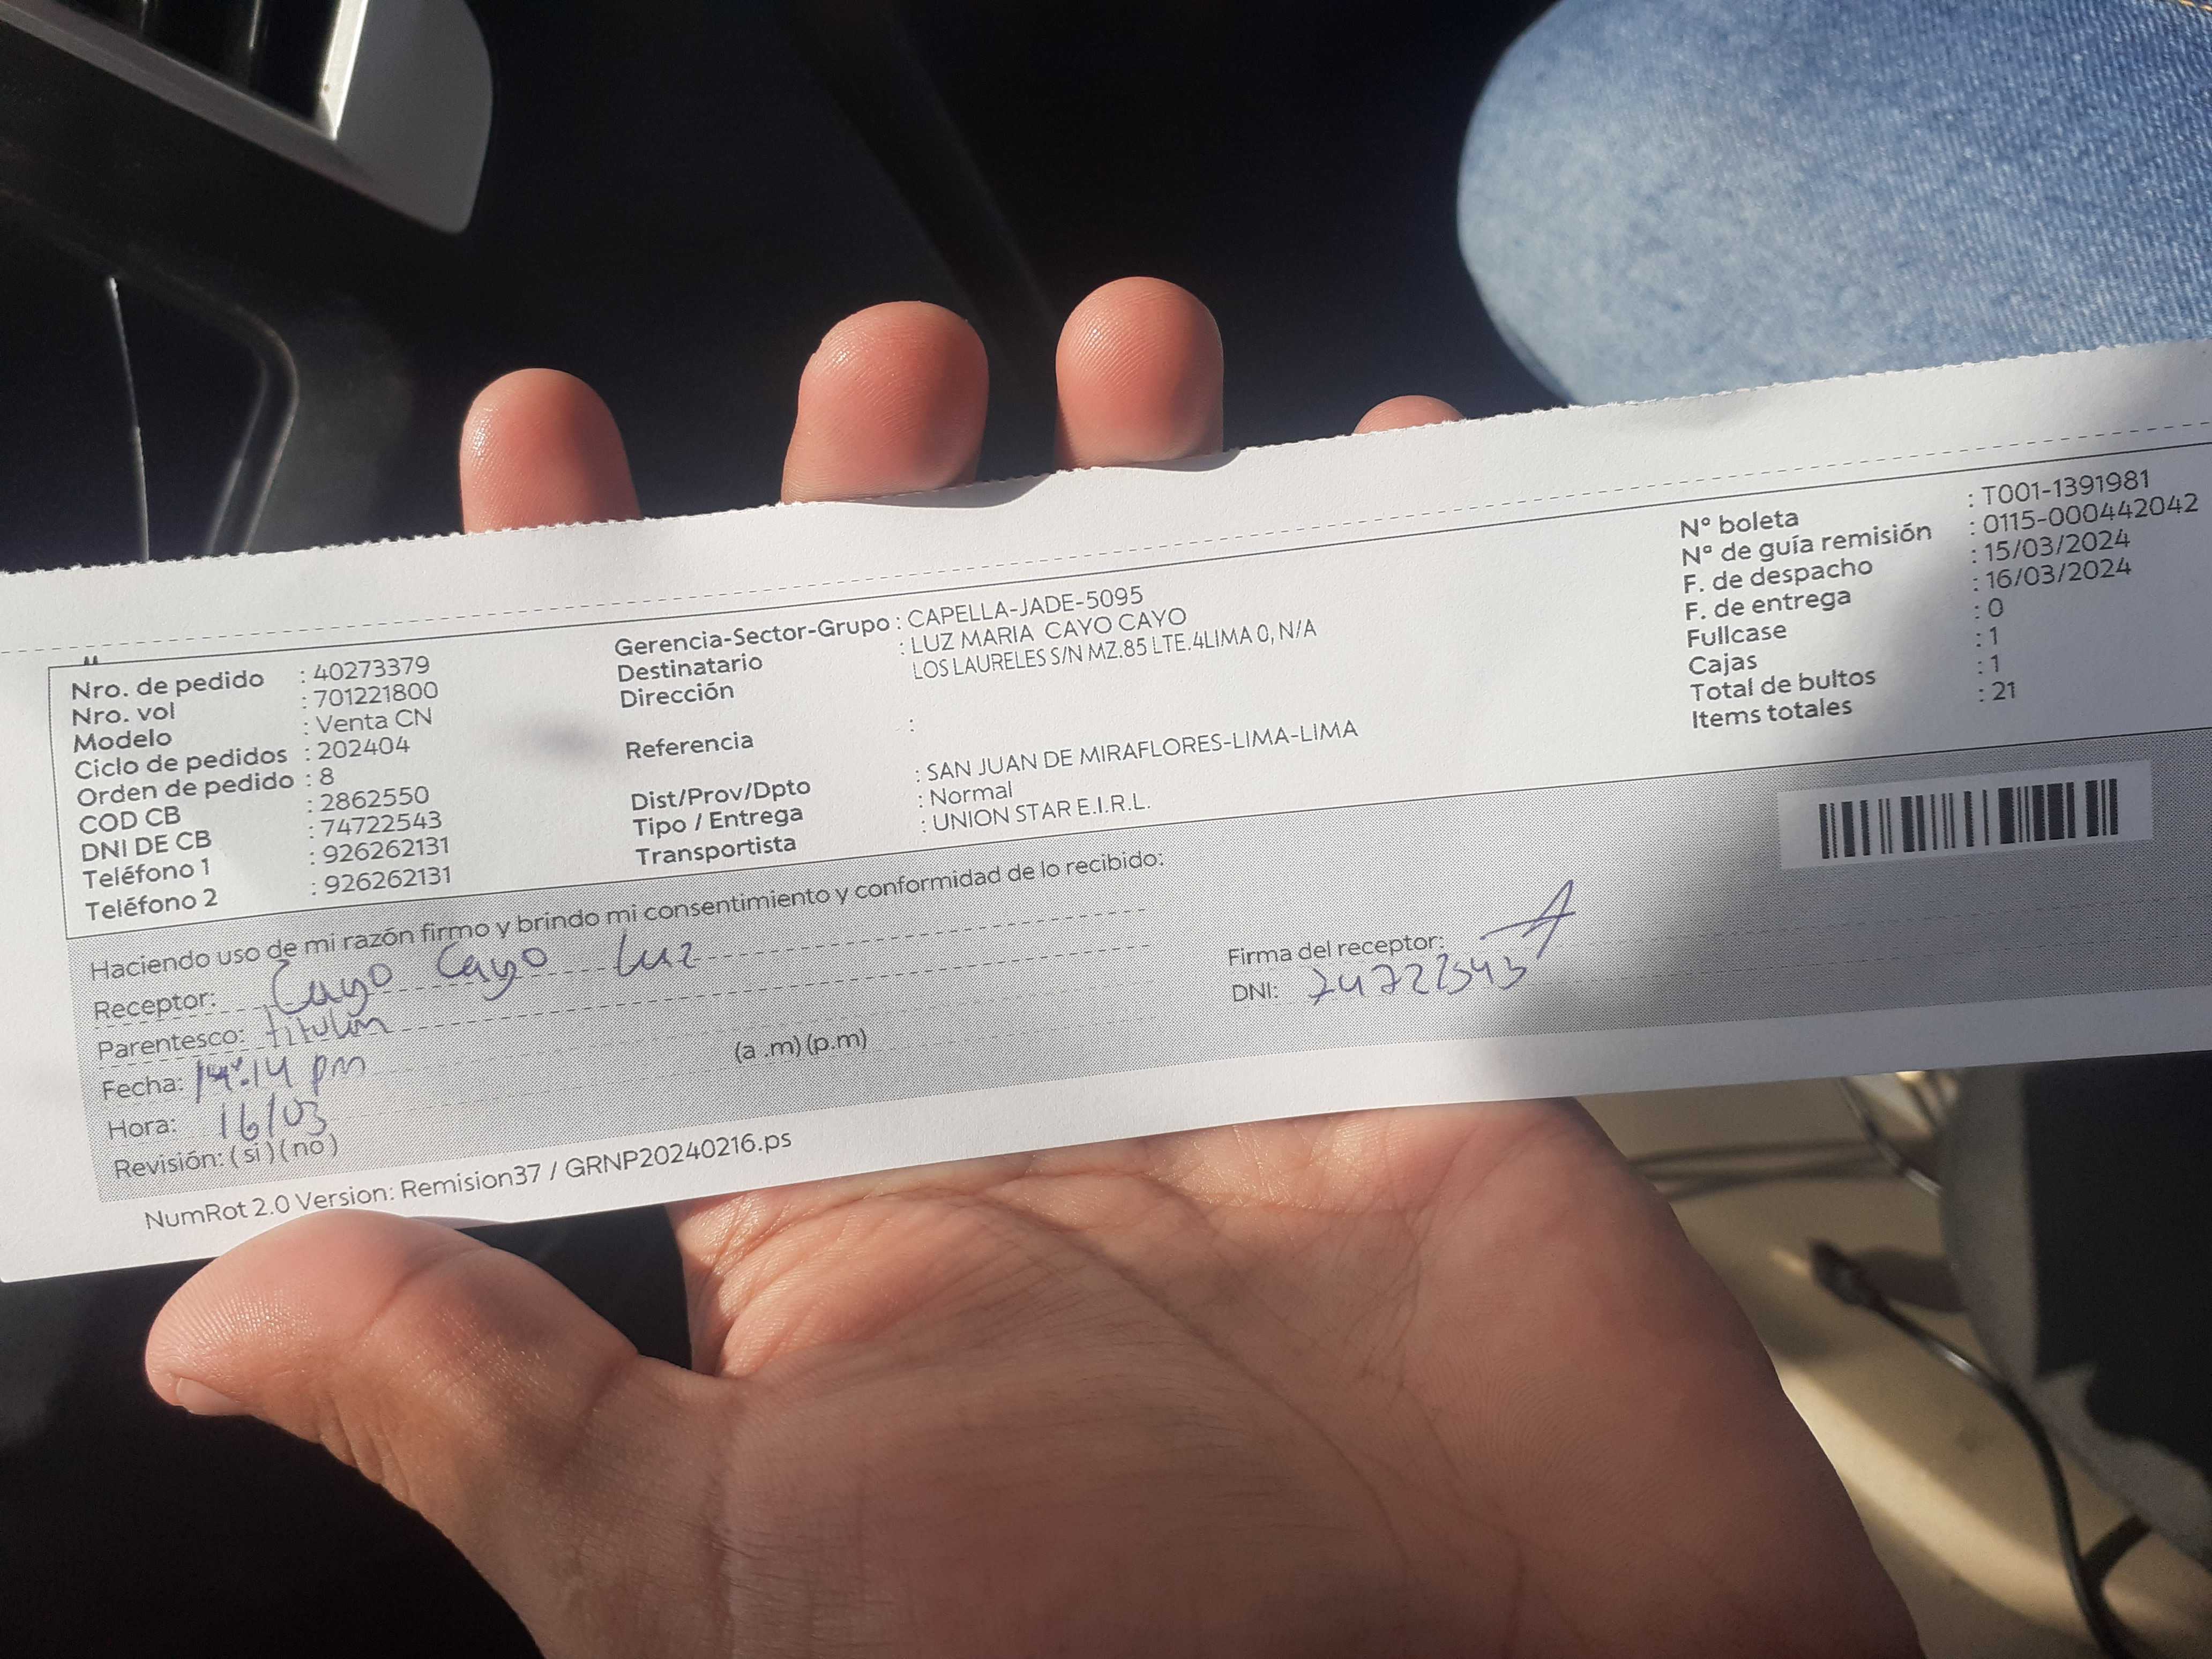 Nro. de pedido : 40273379
Nro. vol : 701221800
Modelo : Venta CN
Ciclo de pedidos : 202404
Orden de pedido : 8
COD CB : 2862550
DNI DE CB : 74722543
Teléfono 1 : 926262131
Teléfono 2 : 926262131
Gerencia-Sector-Grupo : CAPELLA-JADE-5095
Destinatario : LUZ MARIA CAYO CAYO
Dirección LOS LAURELES S/N MZ.85 LTE.4LIMA 0, N/A
Referencia :
Dist/Prov/Dpto : SAN JUAN DE MIRAFLORES-LIMA-LIMA
Tipo / Entrega : Normal
Transportista : UNION STAR E.I.R.L.
N° boleta : T001-1391981
N° de guía remisión : 0115-000442042
F. de despacho : 15/03/2024
F. de entrega : 16/03/2024
Fullcase : 0
Cajas : 1
Total de bultos : 1
Items totales : 21
Haciendo uso de mi razón firmo y brindo mi consentimiento y conformidad de lo recibido:
Receptor: Cayo Cayo Luz
Parentesco: titular
Fecha: 14:14 pm (a .m) (p.m)
Hora: 16/03
Revisión: ( si ) ( no )
Firma del receptor:
DNI: 74722543
NumRot 2.0 Version: Remision37 / GRNP20240216.ps